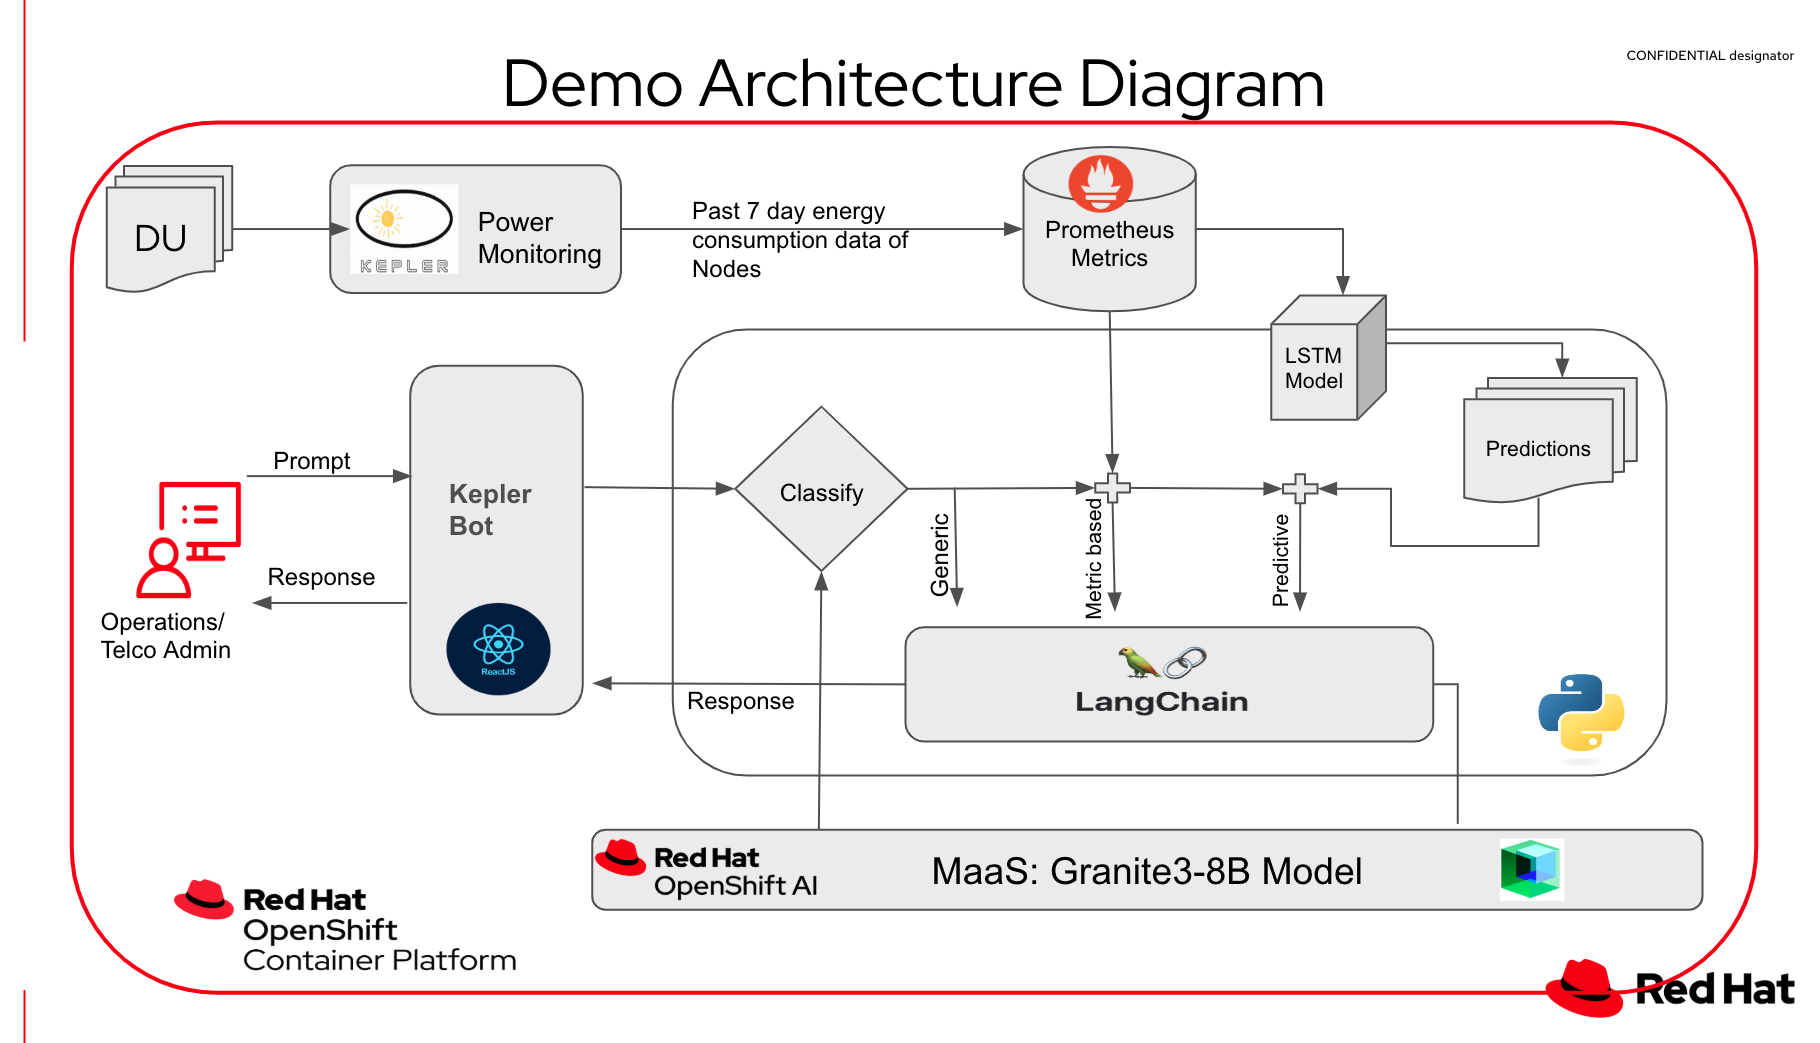 CONFIDENTIAL designator
Demo Architecture Diagram
DU
KEPLER
Power
Monitoring
Past 7 day energy
consumption data of
Nodes
Prometheus
Metrics
LSTM
Model
Predictions
Prompt
Kepler
Bot
Classify
Generic
Metric based
Predictive
Response
Operations/
Telco Admin
ReactJS
Response
LangChain
Red Hat
OpenShift AI
MaaS: Granite3-8B Model
Red Hat
OpenShift
Container Platform
Red Hat